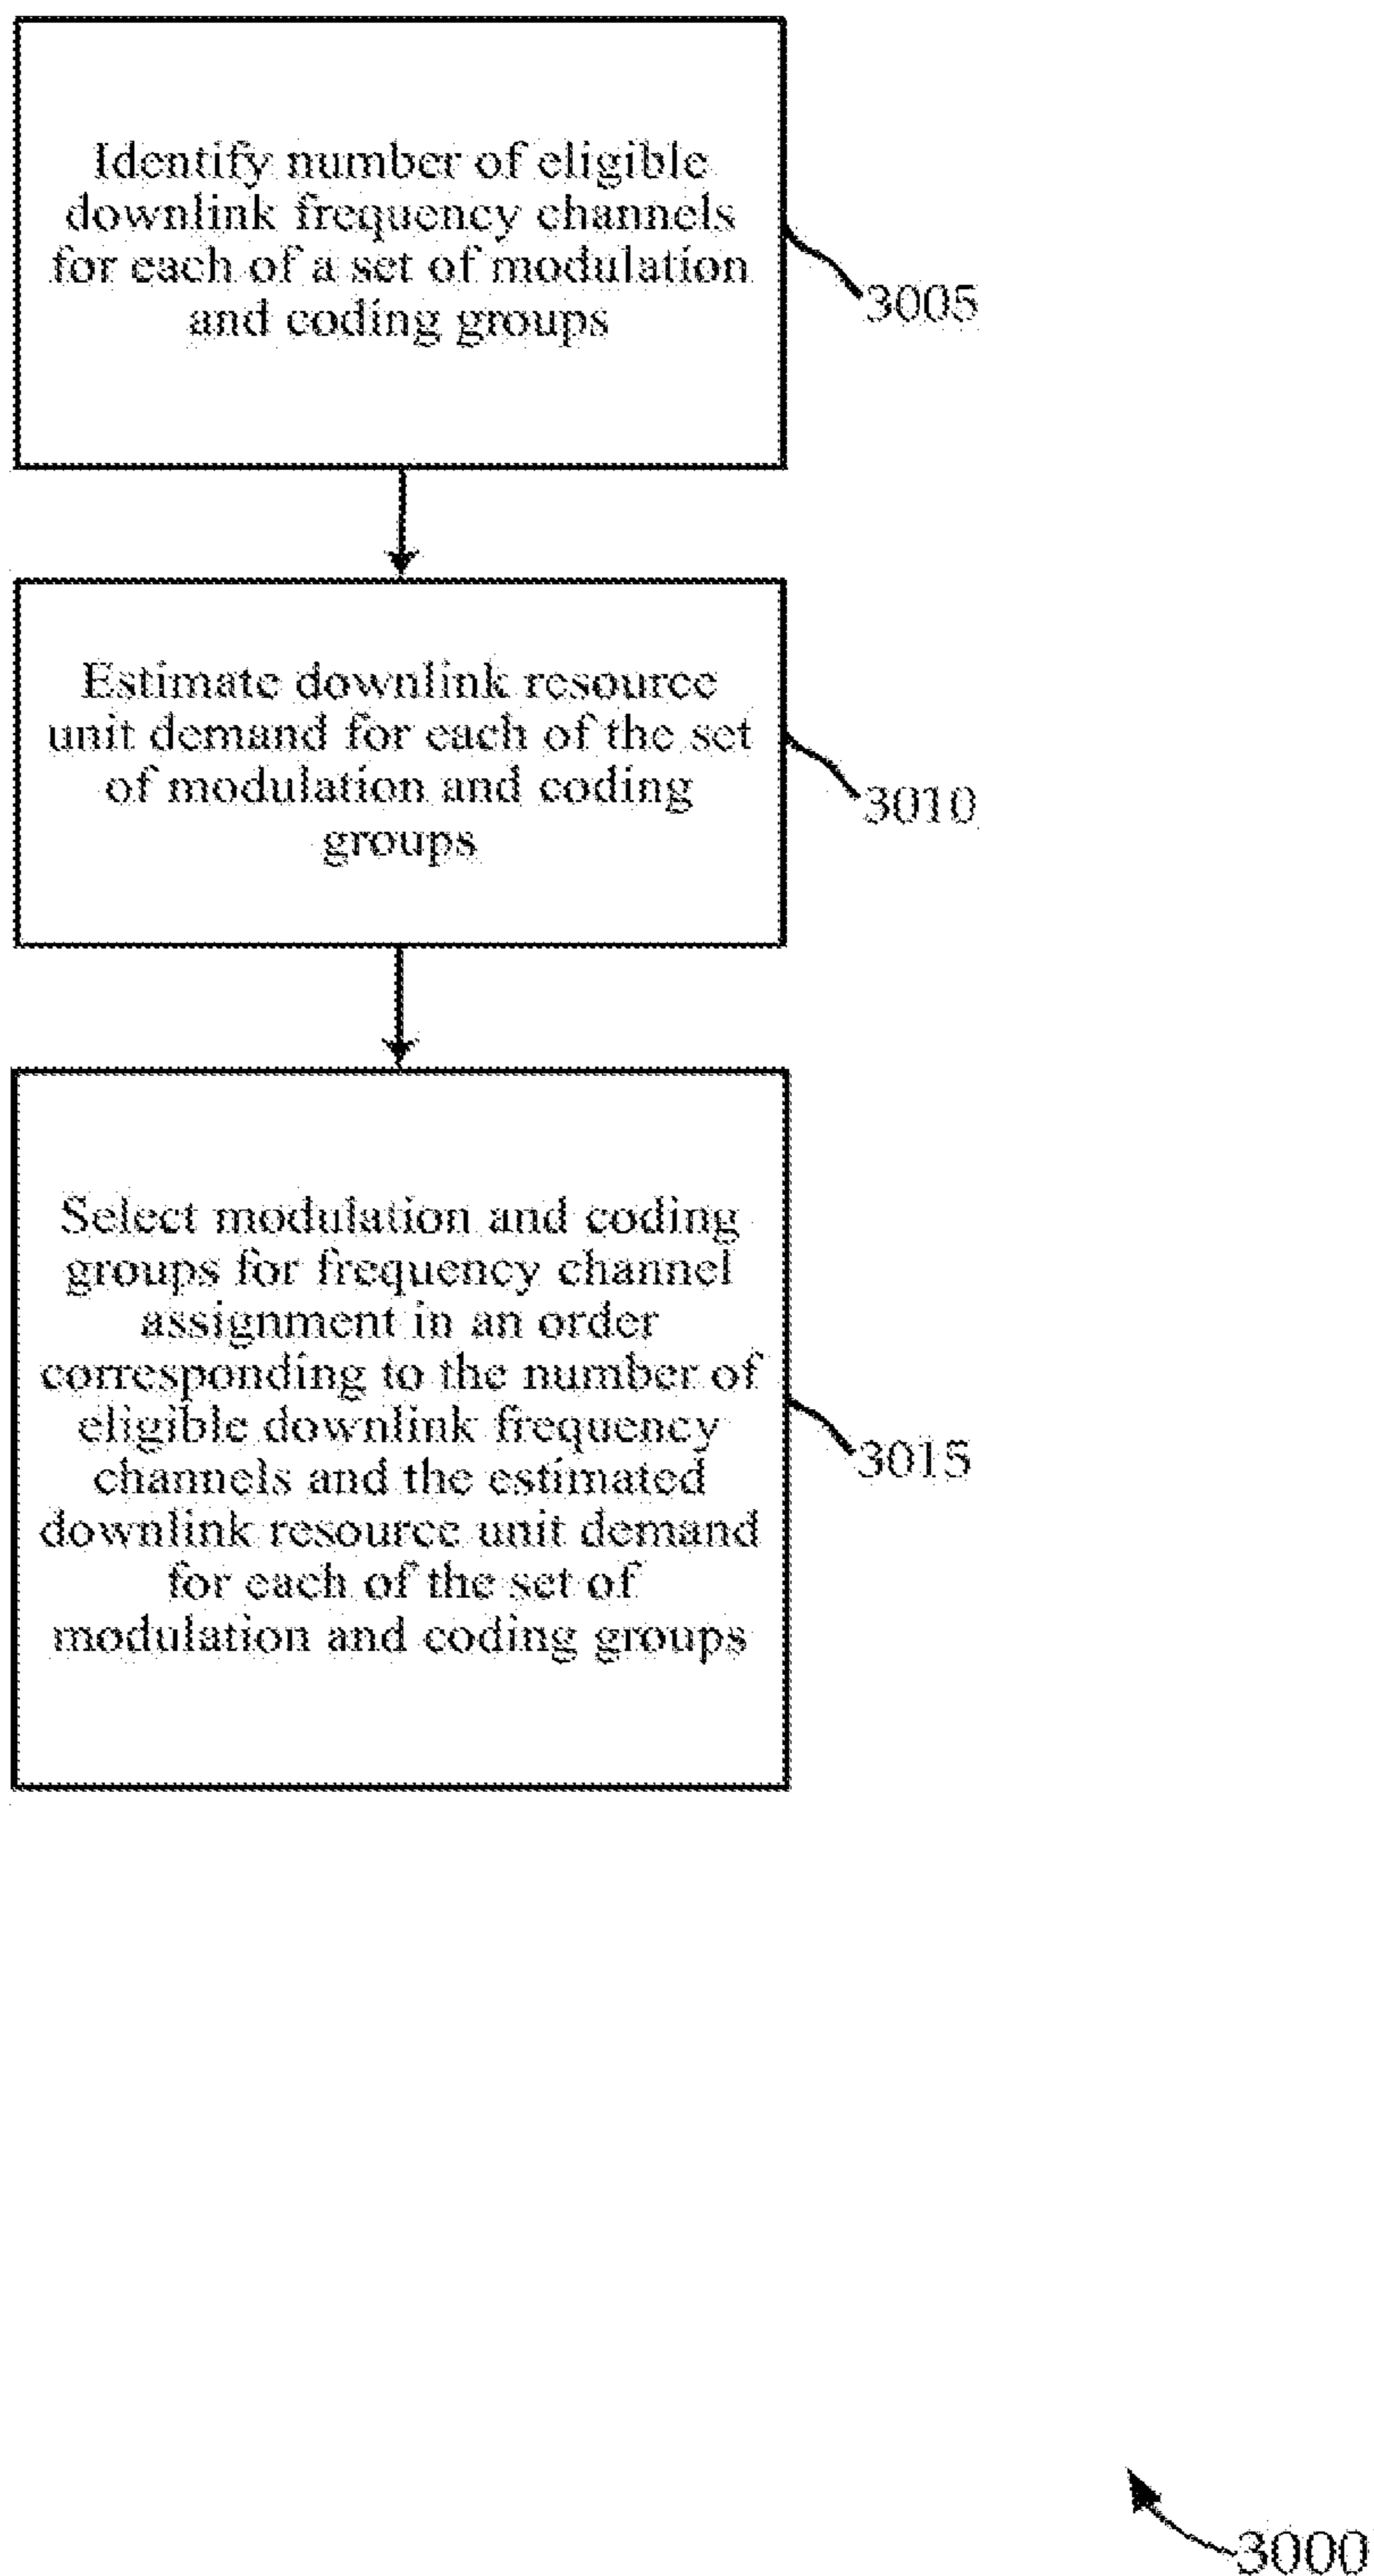 Identify number of eligible
downlink frequency channels
for each of a set of modulation
and coding groups
3005
Estimate downlink resource
unit demand for each of the set
of modulation and coding
groups
3010
Select modulation and coding
groups for frequency channel
assignment in an order
corresponding to the number of
eligible downlink frequency
channels and the estimated
downlink resource unit demand
for each of the set of
modulation and coding groups
3015
3000